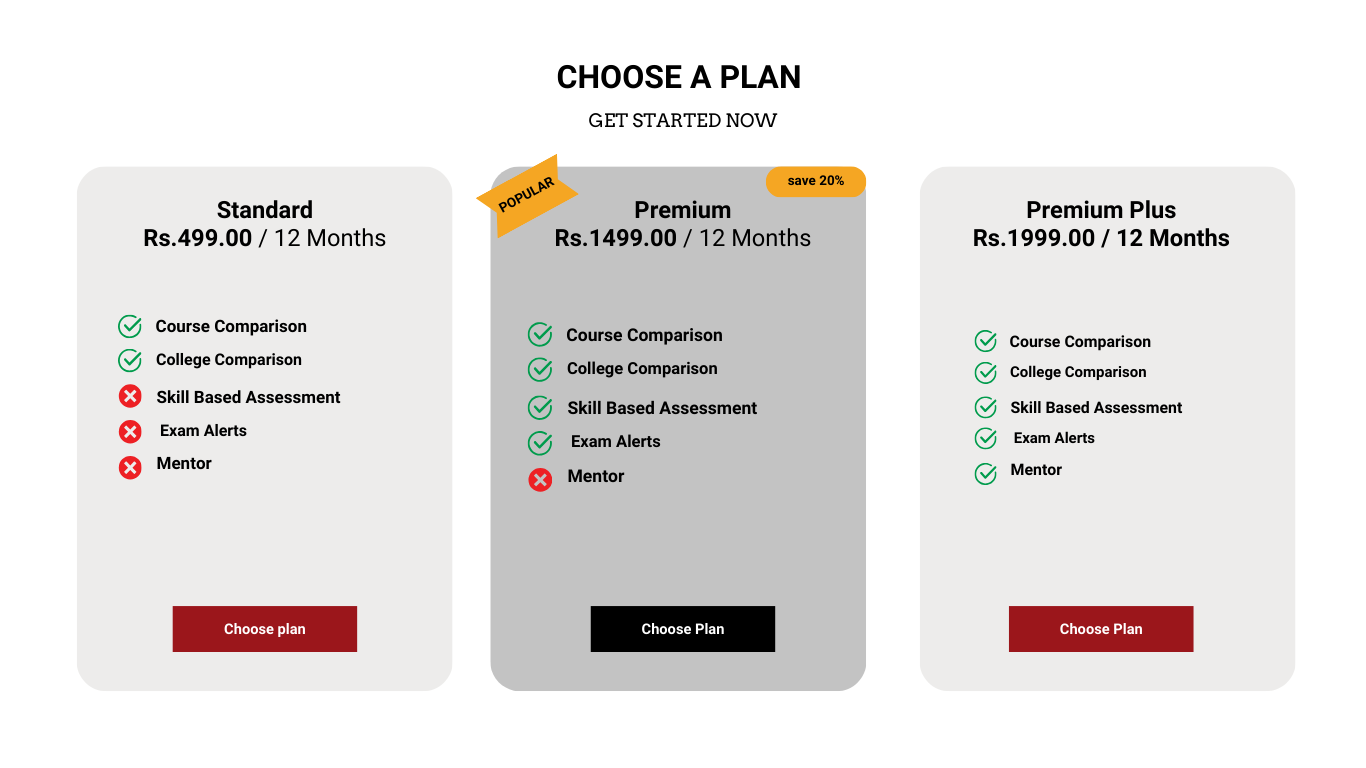 CHOOSE A PLAN
GET STARTED NOW
POPULAR
save 20%
Standard
Rs.499.00 / 12 Months
Course Comparison
College Comparison
Skill Based Assessment
Exam Alerts
Mentor
Choose plan
Premium
Rs.1499.00 / 12 Months
Course Comparison
College Comparison
Skill Based Assessment
Exam Alerts
Mentor
Choose Plan
Premium Plus
Rs.1999.00 / 12 Months
Course Comparison
College Comparison
Skill Based Assessment
Exam Alerts
Mentor
Choose Plan